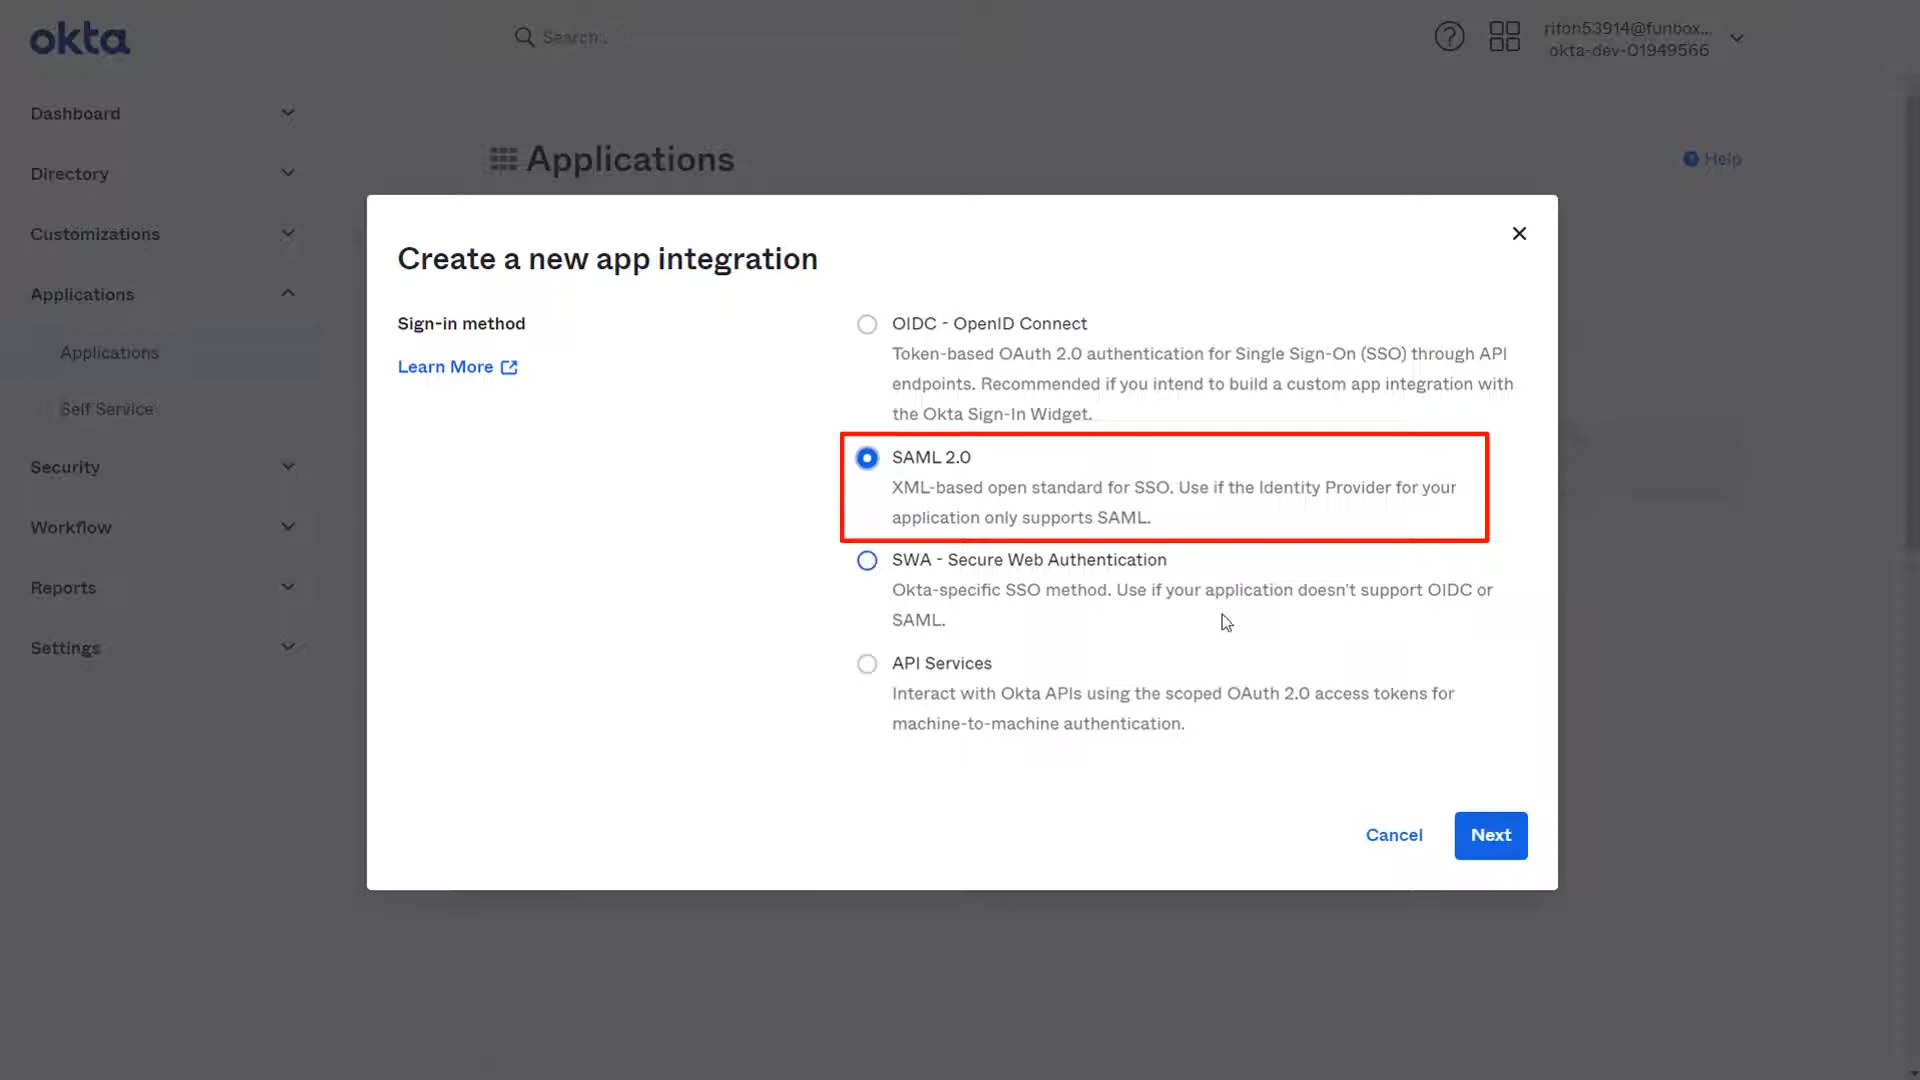 okta
Search..
rifon53914@funbox...
okta-dev-01949566
Dashboard
Directory
Customizations
Applications
Applications
Self Service
Security
Workflow
Reports
Settings
Applications
Help
Create a new app integration
Sign-in method
Learn More
OIDC - OpenID Connect
Token-based OAuth 2.0 authentication for Single Sign-On (SSO) through API
endpoints. Recommended if you intend to build a custom app integration with
the Okta Sign-In Widget.
SAML 2.0
XML-based open standard for SSO. Use if the Identity Provider for your
application only supports SAML.
SWA - Secure Web Authentication
Okta-specific SSO method. Use if your application doesn't support OIDC or
SAML.
API Services
Interact with Okta APIs using the scoped OAuth 2.0 access tokens for
machine-to-machine authentication.
Cancel
Next